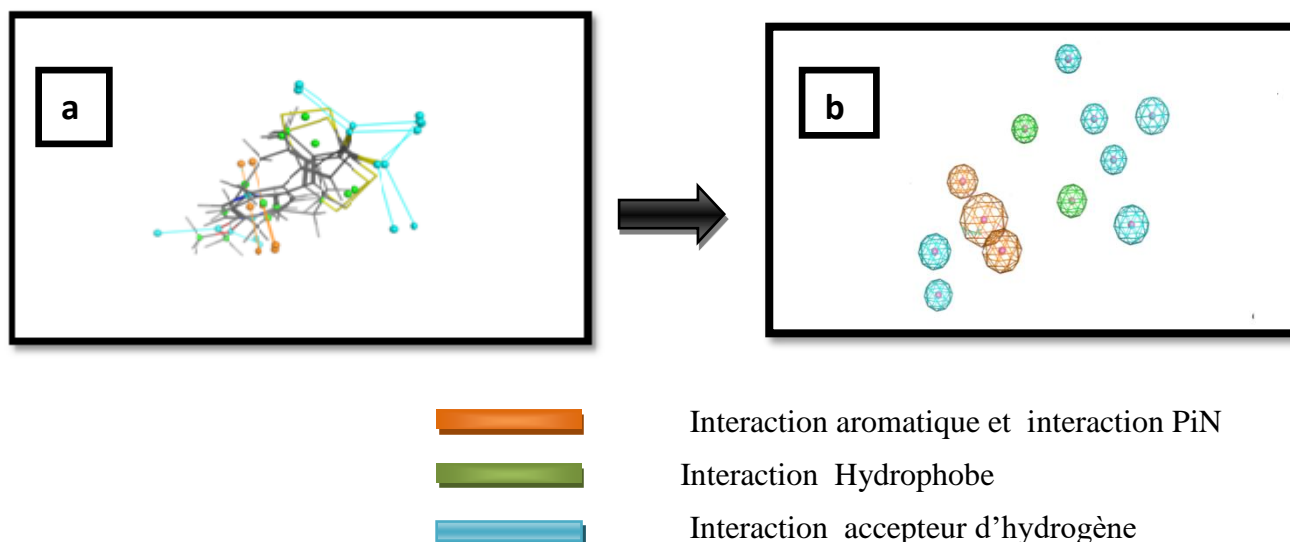 a
b
Interaction aromatique et interaction PiN
Interaction Hydrophobe
Interaction accepteur d’hydrogène